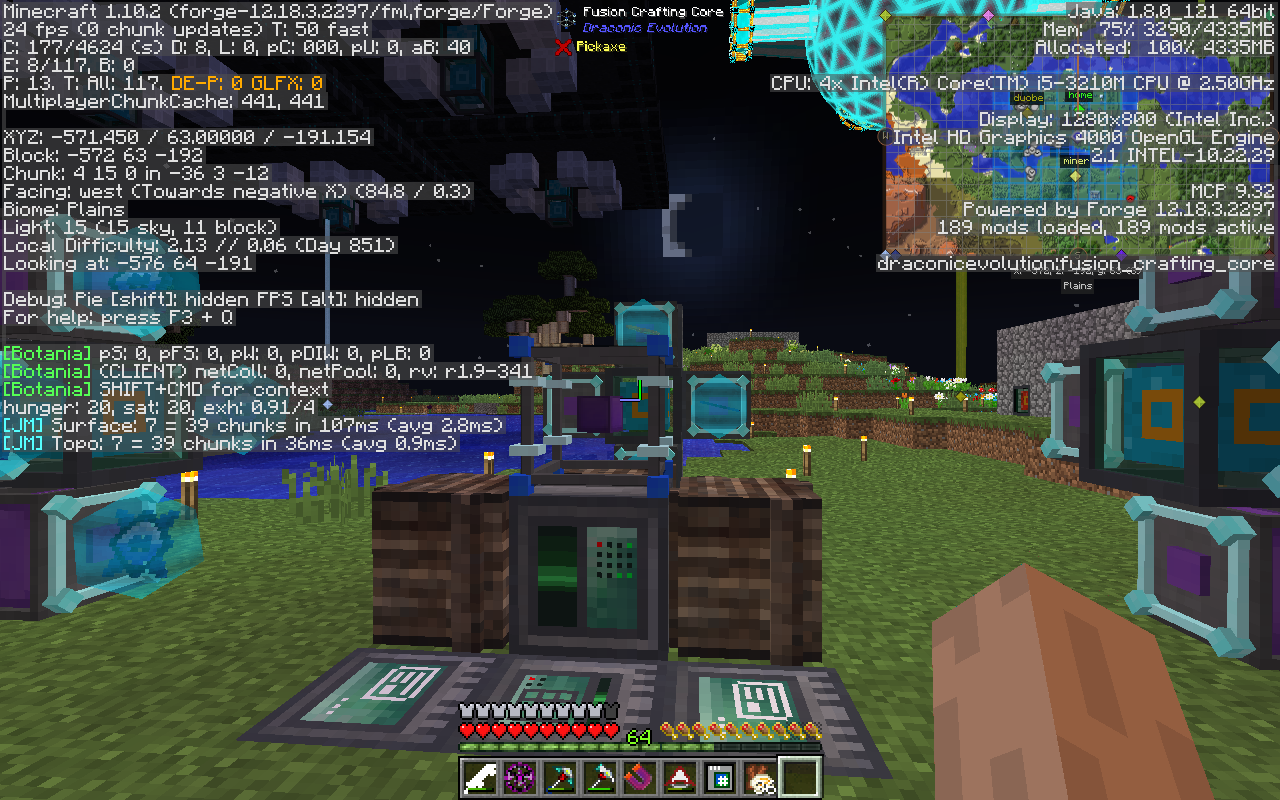 Minecraft 1.10.2 (forge-12.18.3.2297/fml,forge/Forge)
24 fps (0 chunk updates) T: 50 fast
C: 177/4624 (s) D: 8, L: 0, pC: 000, pU: 0, aB: 40
E: 8/117, B: 0
P: 13. T: All: 117. DE-P: 0 GLFX: 0
MultiplayerChunkCache: 441, 441
XYZ: -571.450 / 63.00000 / -191.154
Block: -572 63 -192
Chunk: 4 15 0 in -36 3 -12
Facing: west (Towards negative X) (84.8 / 0.3)
Biome: Plains
Light: 15 (15 sky, 11 block)
Local Difficulty: 2.13 // 0.06 (Day 851)
Looking at: -576 64 -191
Debug: Pie [shift]: hidden FPS [alt]: hidden
For help: press F3 + Q
[Botania] pS: 0, pFS: 0, pW: 0, pDIW: 0, pLB: 0
[Botania] (CLIENT) netColl: 0, netPool: 0, rv: r1.9-341
[Botania] SHIFT+CMD for context
hunger: 20, sat: 20, exh: 0.91/4
[JM] Surface: 7 = 39 chunks in 107ms (avg 2.8ms)
[JM] Topo: 7 = 39 chunks in 36ms (avg 0.9ms)
Fusion Crafting Core
Draconic Evolution
Pickaxe
Java: 1.8.0_121 64bit
Mem: 75% 3290/4335MB
Allocated: 100% 4335MB
CPU: 4x Intel(R) Core(TM) i5-3210M CPU @ 2.50GHz
duobe
home
Display: 1280x800 (Intel Inc.)
Intel HD Graphics 4000 OpenGL Engine
2.1 INTEL-10.22.29
miner
MCP 9.32
Powered by Forge 12.18.3.2297
189 mods loaded, 189 mods active
draconicevolution:fusion_crafting_core
Plains
64